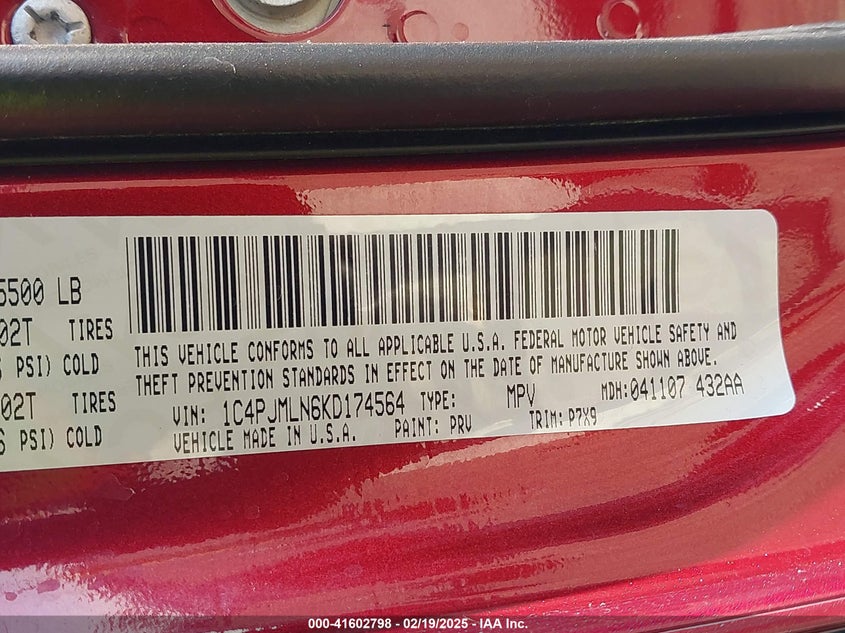 5500 LB
02T TIRES
PSI) COLD
02T TIRES
PSI) COLD
THIS VEHICLE CONFORMS TO ALL APPLICABLE U.S.A. FEDERAL MOTOR VEHICLE SAFETY AND
THEFT PREVENTION STANDARDS IN EFFECT ON THE DATE OF MANUFACTURE SHOWN ABOVE.
VIN: 1C4PJMLN6KD174564 TYPE: MPV MDH:041107 432AA
VEHICLE MADE IN U.S.A. PAINT: PRV TRIM: P7X9
000-41602798 - 02/19/2025 - IAA Inc.